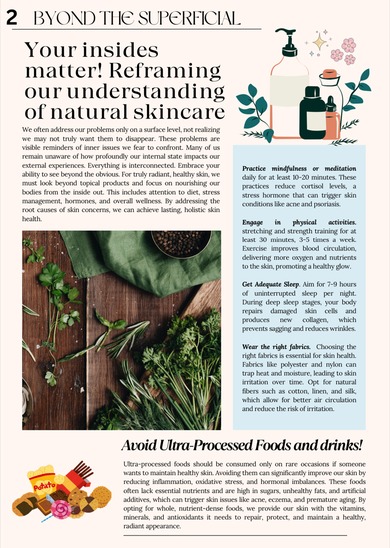 2 BYOND THE SUPERFICIAL
Your insides
matter! Reframing
our understanding
of natural skincare
We often address our problems only on a surface level, not realizing
we may not truly want them to disappear. These problems are
visible reminders of inner issues we fear to confront. Many of us
remain unaware of how profoundly our internal state impacts our
external experiences. Everything is interconnected. Embrace your
ability to see beyond the obvious. For truly radiant, healthy skin, we
must look beyond topical products and focus on nourishing our
bodies from the inside out. This includes attention to diet, stress
management, hormones, and overall wellness. By addressing the
root causes of skin concerns, we can achieve lasting, holistic skin
health.
Practice mindfulness or meditation
daily for at least 10-20 minutes. These
practices reduce cortisol levels, a
stress hormone that can trigger skin
conditions like acne and psoriasis.
Engage in physical activities.
stretching and strength training for at
least 30 minutes, 3-5 times a week.
Exercise improves blood circulation,
delivering more oxygen and nutrients
to the skin, promoting a healthy glow.
Get Adequate Sleep. Aim for 7-9 hours
of uninterrupted sleep per night.
During deep sleep stages, your body
repairs damaged skin cells and
produces new collagen, which
prevents sagging and reduces wrinkles.
Wear the right fabrics. Choosing the
right fabrics is essential for skin health.
Fabrics like polyester and nylon can
trap heat and moisture, leading to skin
irritation over time. Opt for natural
fibers such as cotton, linen, and silk,
which allow for better air circulation
and reduce the risk of irritation.
Avoid Ultra-Processed Foods and drinks!
Ultra-processed foods should be consumed only on rare occasions if someone
wants to maintain healthy skin. Avoiding them can significantly improve our skin by
reducing inflammation, oxidative stress, and hormonal imbalances. These foods
often lack essential nutrients and are high in sugars, unhealthy fats, and artificial
additives, which can trigger skin issues like acne, eczema, and premature aging. By
opting for whole, nutrient-dense foods, we provide our skin with the vitamins,
minerals, and antioxidants it needs to repair, protect, and maintain a healthy,
radiant appearance.
Potato